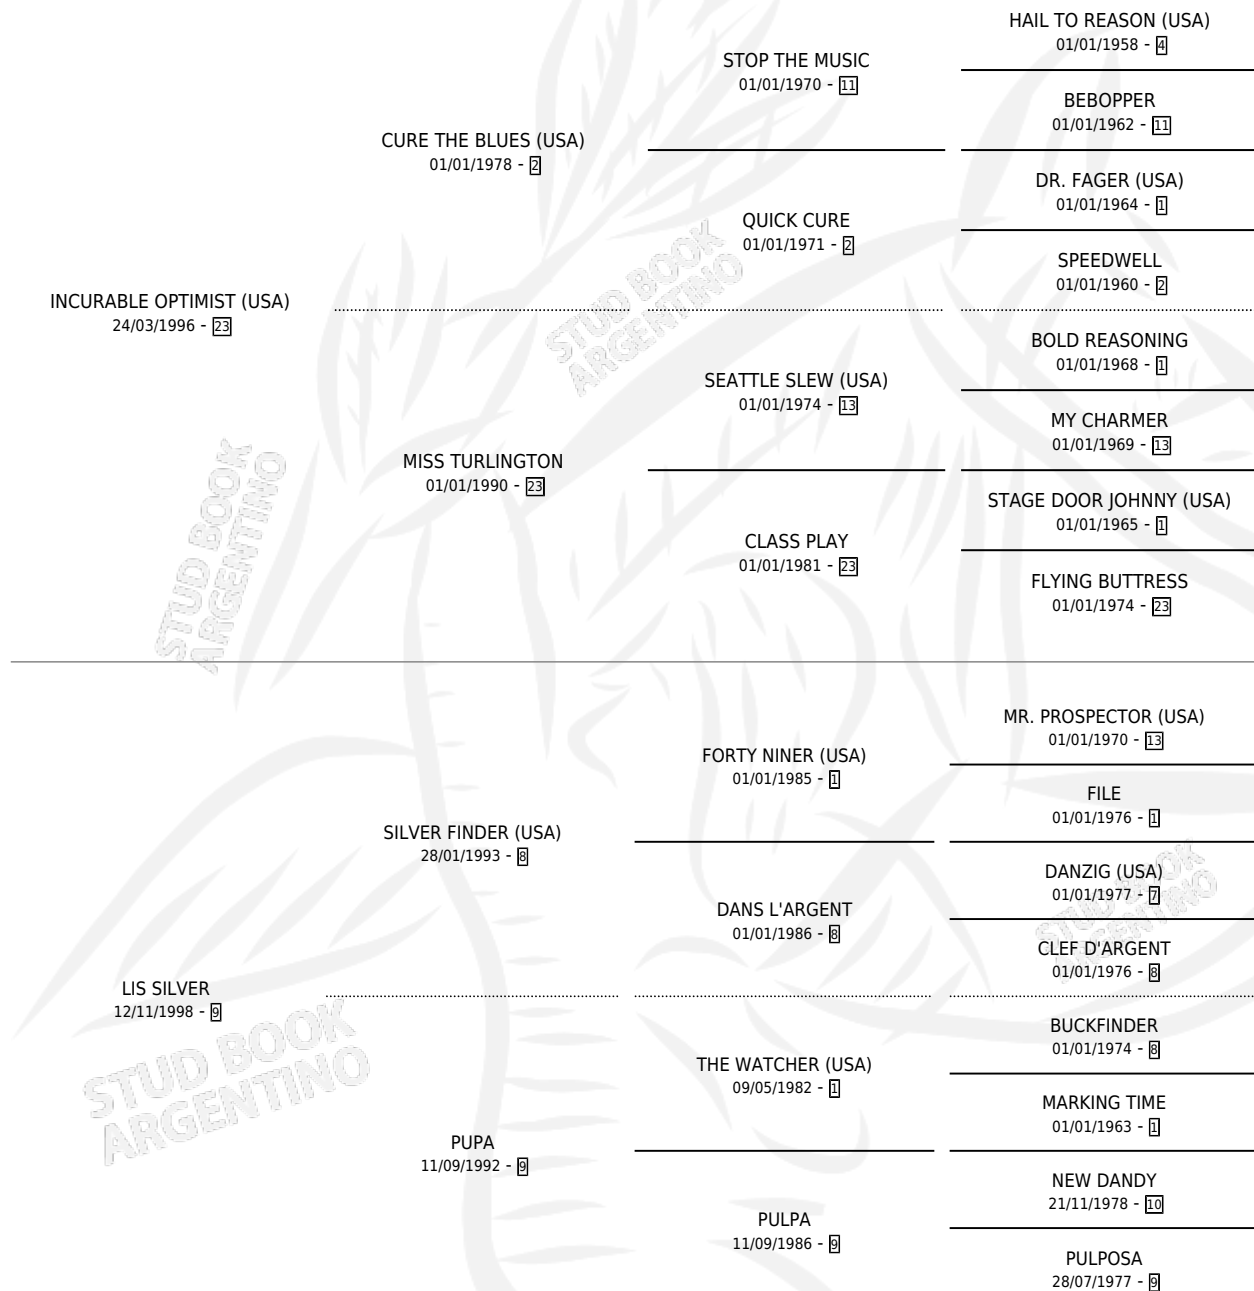 HAIL TO REASON (USA)
01/01/1958 - 4
STOP THE MUSIC
01/01/1970 - 11
BEBOPPER
01/01/1962 - 11
CURE THE BLUES (USA)
01/01/1978 - 2
DR. FAGER (USA)
01/01/1964 - 1
QUICK CURE
01/01/1971 - 2
SPEEDWELL
01/01/1960 - 2
INCURABLE OPTIMIST (USA)
24/03/1996 - 23
STUD BOOK
ARGENTINO
BOLD REASONING
01/01/1968 - 1
SEATTLE SLEW (USA)
01/01/1974 - 13
MY CHARMER
01/01/1969 - 13
MISS TURLINGTON
01/01/1990 - 23
STAGE DOOR JOHNNY (USA)
01/01/1965 - 1
CLASS PLAY
01/01/1981 - 23
FLYING BUTTRESS
01/01/1974 - 23
STUD BOOK
ARGENTINO
MR. PROSPECTOR (USA)
01/01/1970 - 13
FORTY NINER (USA)
01/01/1985 - 1
FILE
01/01/1976 - 1
SILVER FINDER (USA)
28/01/1993 - 8
DANZIG (USA)
01/01/1977 - 7
DANS L'ARGENT
01/01/1986 - 8
CLEF D'ARGENT
01/01/1976 - 8
STUD BOOK
ARGENTINO
LIS SILVER
12/11/1998 - 9
BUCKFINDER
01/01/1974 - 8
THE WATCHER (USA)
09/05/1982 - 1
MARKING TIME
01/01/1963 - 1
STUD BOOK
ARGENTINO
PUPA
11/09/1992 - 9
NEW DANDY
21/11/1978 - 10
PULPA
11/09/1986 - 9
PULPOSA
28/07/1977 - 9